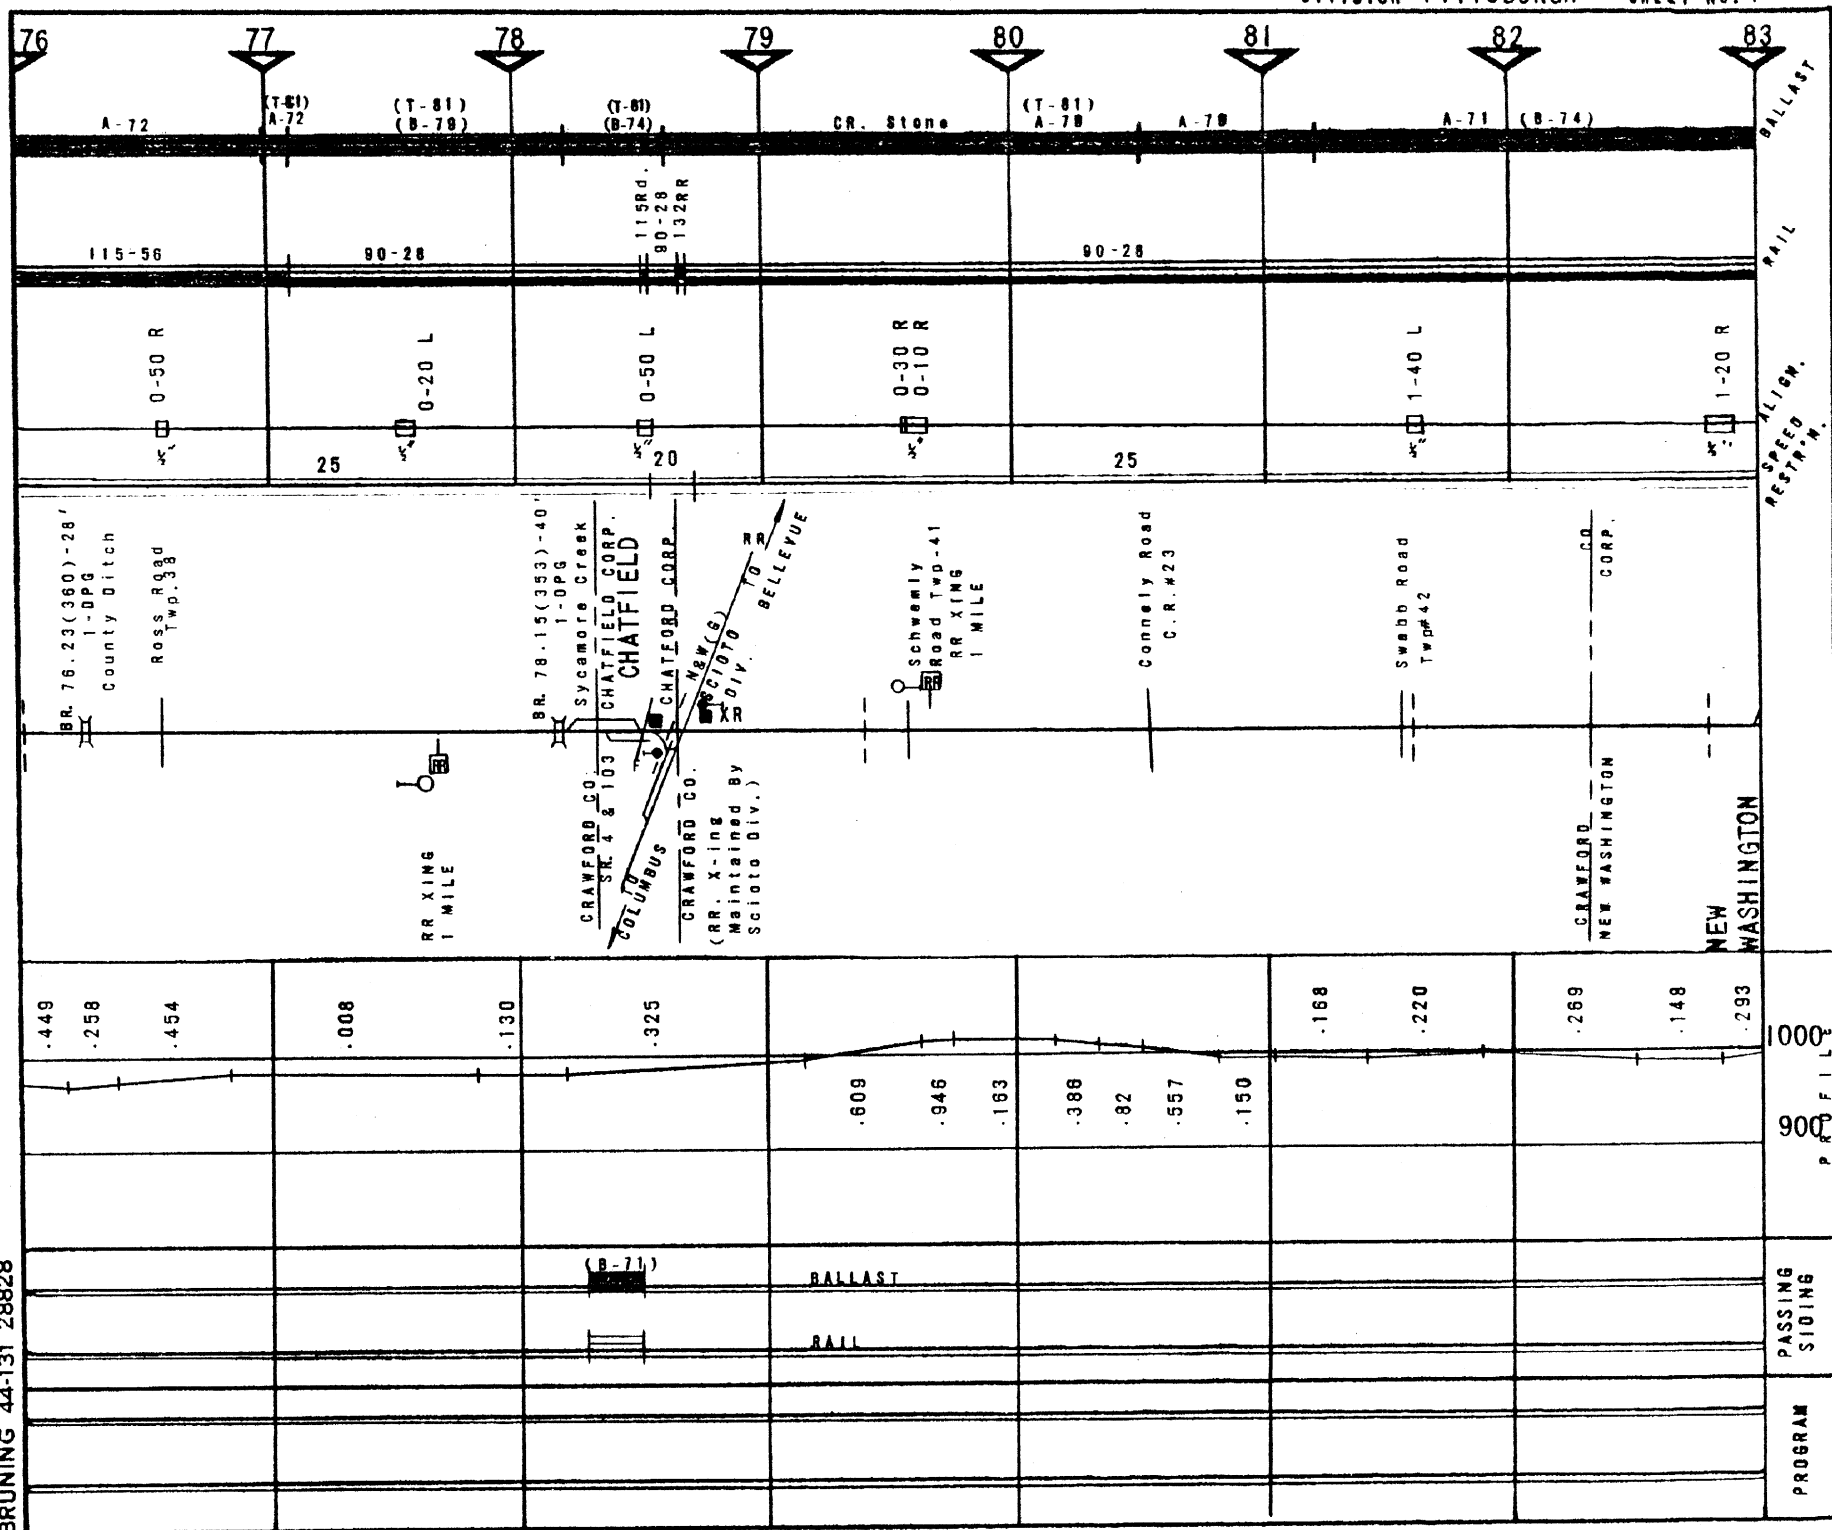 76 77 78 79 80 81 82 83
BALLAST
A-72
(T-81)
A-72
(T-81)
(B-79)
(T-81)
(B-74)
CR. Stone
(T-81)
A-78
A-78
A-71 (B-74)
RAIL
115-56
90-28
115Rd.
90-28
132RR
90-28
ALIGN.
0-50 R
0-20 L
0-50 L
0-30 R
0-10 R
1-40 L
1-20 R
SPEED
RESTR'N.
25
20
25
BR. 76.23(360)-28'
1-DPG
County Ditch
Ross Road
Twp.38
RR
RR XING
1 MILE
BR. 78.15(353)-40'
1-DPG
Sycamore Creek
CHATFIELD CORP.
CHATFIELD
CRAWFORD CO.
SR. 4 & 103
CHATFORD CORP.
CRAWFORD CO.
N&W(G)
SCIOTO
DIV.
RR
TO
BELLEVUE
TO
COLUMBUS
XR
(RR. X-ing
Maintained By
Scioto Div.)
Schwemly
Road Twp-41
RR XING
1 MILE
RR
Connely Road
C.R.#23
Swabb Road
Twp#42
CO
CORP.
CRAWFORD
NEW WASHINGTON
NEW
WASHINGTON
.449
.258
.454
.008
.130
.325
.609
.946
.163
.386
.82
.557
.150
.168
.220
.269
.148
.293
1000
900
PROFILE
(B-71)
BALLAST
RAIL
PASSING
SIDING
PROGRAM
BRUNING 44-131 28828